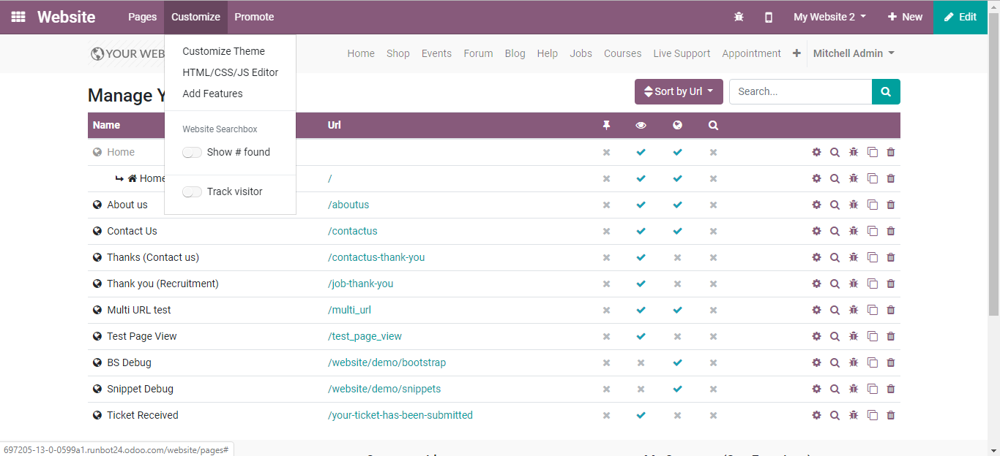 Website Pages Customize Promote My Website 2 New Edit
YOUR WEB Home Shop Events Forum Blog Help Jobs Courses Live Support Appointment Mitchell Admin
Customize Theme
HTML/CSS/JS Editor
Add Features
Website Searchbox
Show # found
Track visitor
Manage Y Sort by Url Search...
Name Url
Home
Home /
About us /aboutus
Contact Us /contactus
Thanks (Contact us) /contactus-thank-you
Thank you (Recruitment) /job-thank-you
Multi URL test /multi_url
Test Page View /test_page_view
BS Debug /website/demo/bootstrap
Snippet Debug /website/demo/snippets
Ticket Received /your-ticket-has-been-submitted
697205-13-0-0599a1.runbot24.odoo.com/website/pages#